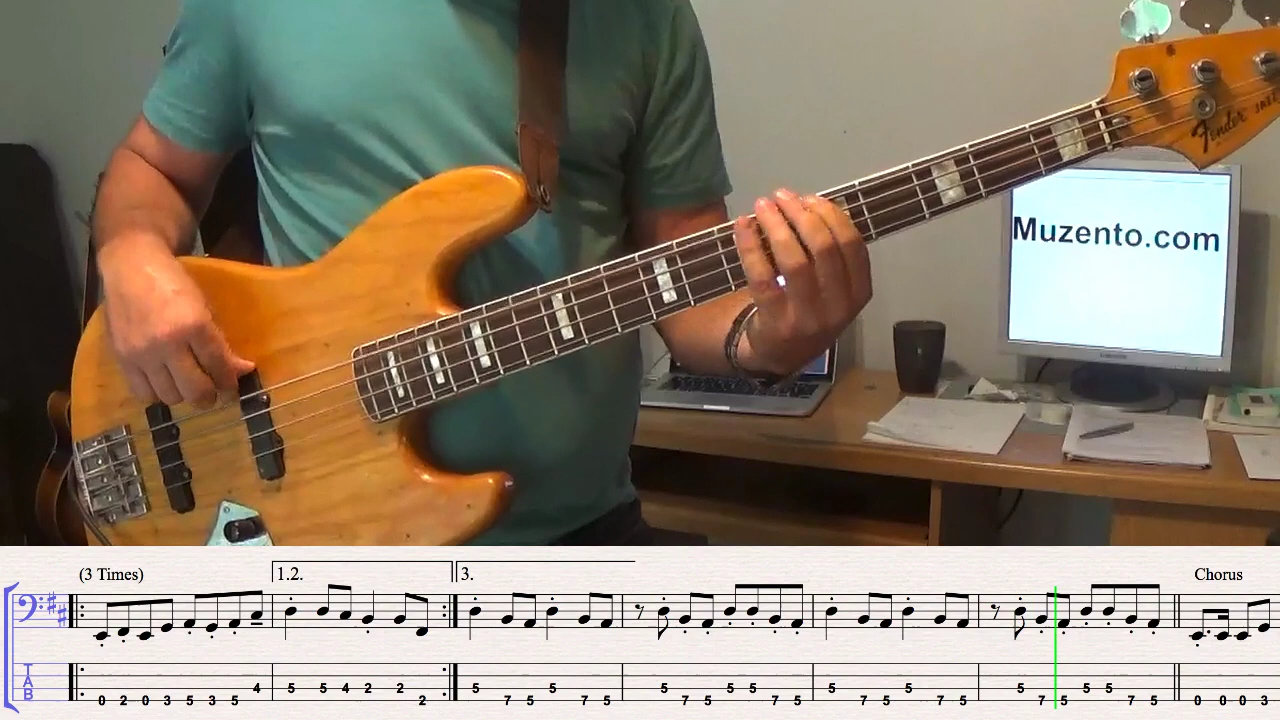 Fender
Muzento.com
(3 Times) 1.2. 3. Chorus
T
A
B
4 5 5 4 2 2 5 5 5 5 5 5 5 5 5 5
0 2 0 3 5 3 5 2 7 5 7 5 7 5 7 5 7 5 7 5 7 5 7 5 0 0 0 3